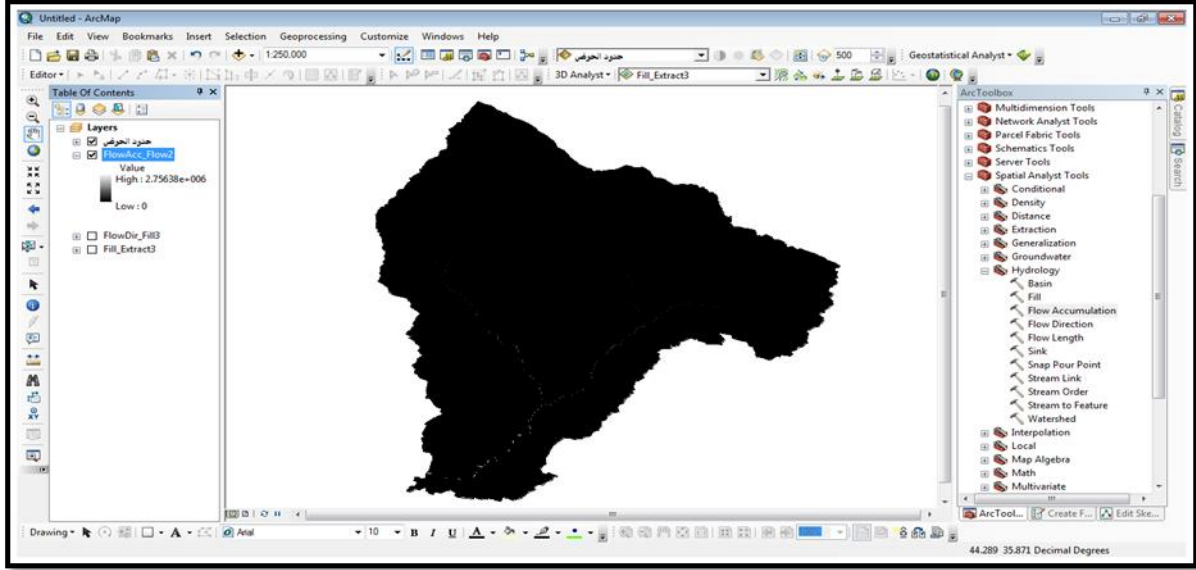 Untitled - ArcMap
File Edit View Bookmarks Insert Selection Geoprocessing Customize Windows Help
1:250.000 حدود الحوض 500 Geostatistical Analyst
Editor 3D Analyst Fill_Extract3
Table Of Contents
Layers
حدود الحوض
FlowAcc_Flow2
Value
High : 2.75638e+006
Low : 0
FlowDir_Fill3
Fill_Extract3
ArcToolbox
Multidimension Tools
Network Analyst Tools
Parcel Fabric Tools
Schematics Tools
Server Tools
Spatial Analyst Tools
Conditional
Density
Distance
Extraction
Generalization
Groundwater
Hydrology
Basin
Fill
Flow Accumulation
Flow Direction
Flow Length
Sink
Snap Pour Point
Stream Link
Stream Order
Stream to Feature
Watershed
Interpolation
Local
Map Algebra
Math
Multivariate
ArcTool... Create F... Edit Ske...
Catalog
Search
Drawing A Arial 10 B I U A
44.289 35.871 Decimal Degrees